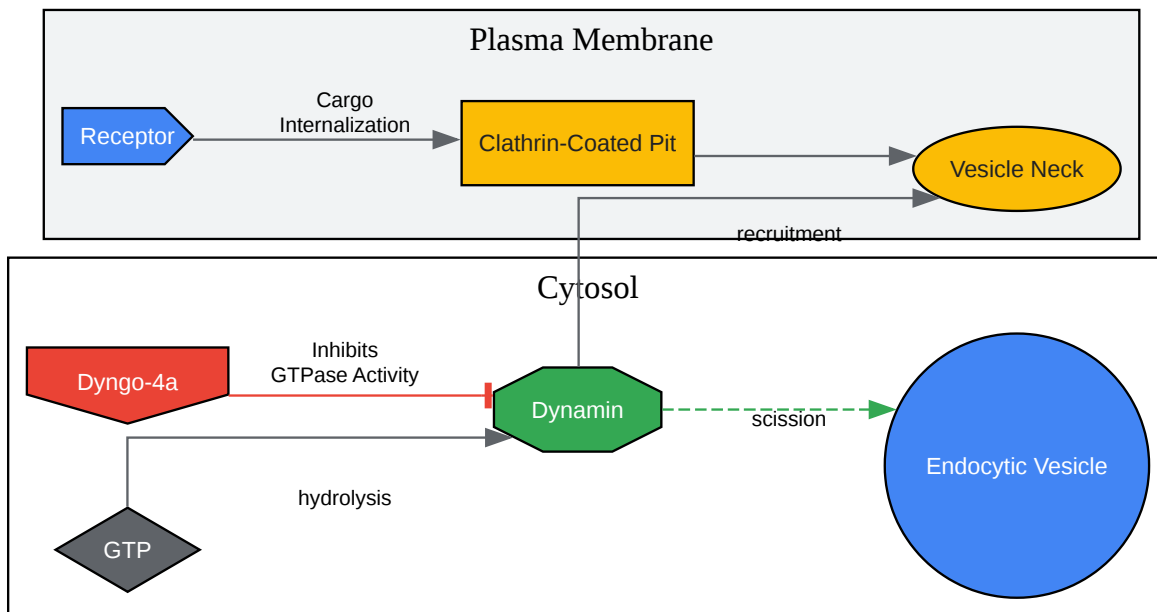 Plasma Membrane
Cargo
Internalization
Receptor
Clathrin-Coated Pit
Vesicle Neck
recruitment
Cytosol
Inhibits
GTPase Activity
Dyngo-4a
Dynamin
scission
Endocytic Vesicle
hydrolysis
GTP